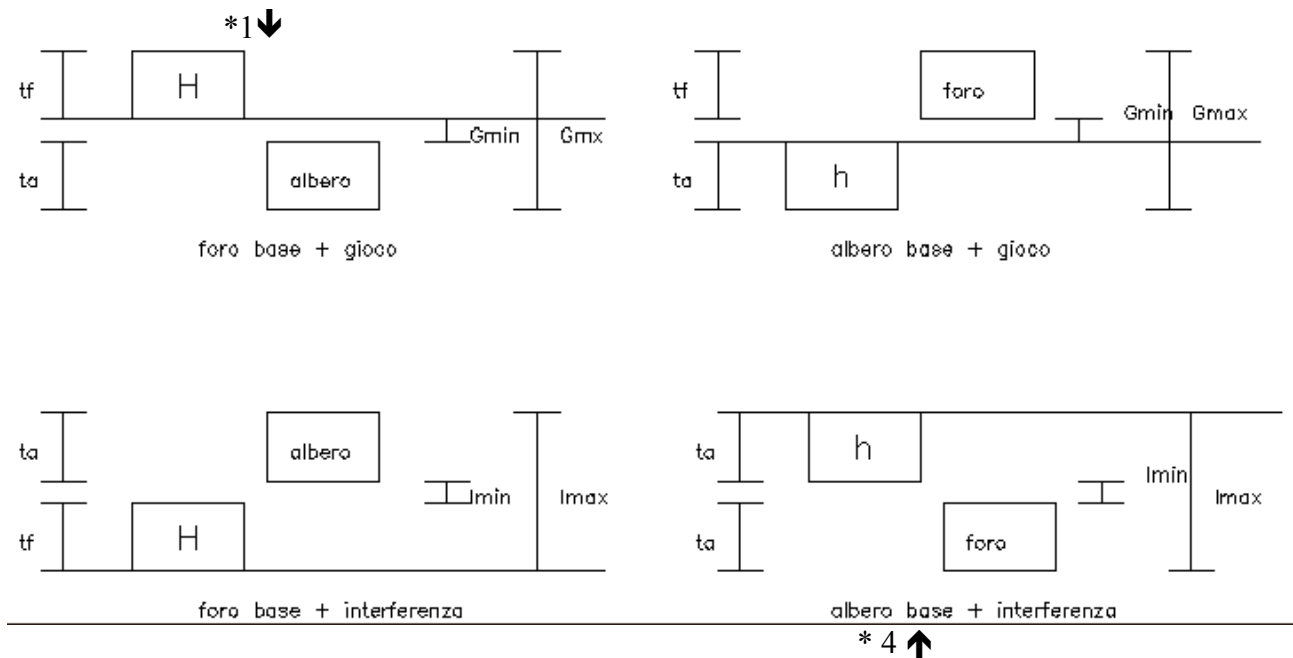 *1🡻
tf H Gmin Gmx
ta albero
foro base + gioco
tf foro Gmin Gmax
ta h
albero base + gioco
ta albero Imin Imax
tf H
foro base + interferenza
ta h Imin Imax
ta foro
albero base + interferenza
* 4 🡹